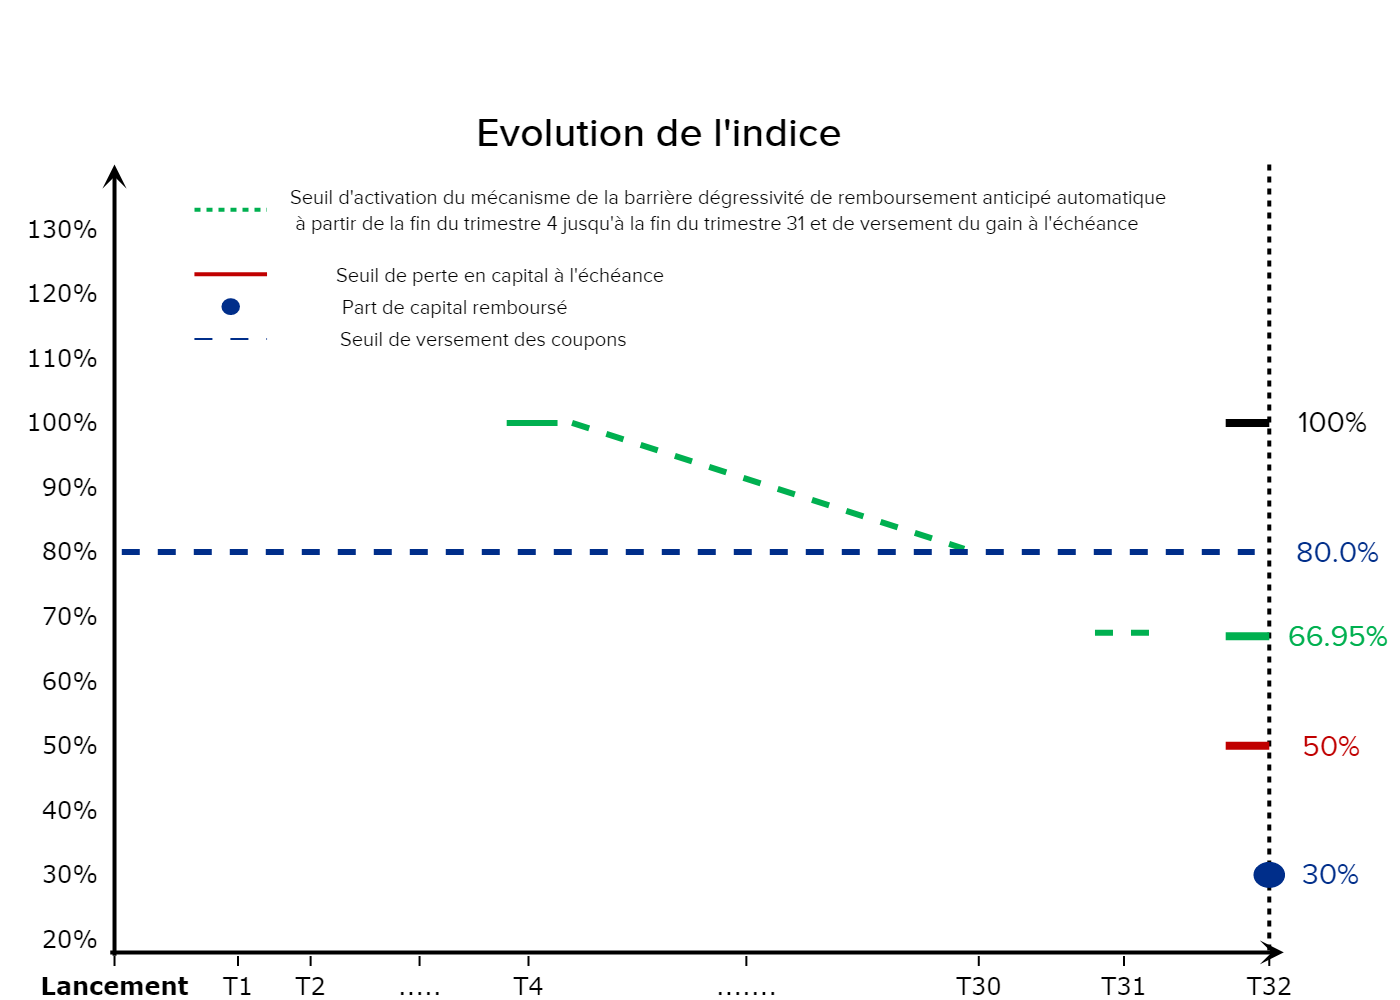 Evolution de l'indice
Seuil d'activation du mécanisme de la barrière dégressivité de remboursement anticipé automatique
à partir de la fin du trimestre 4 jusqu'à la fin du trimestre 31 et de versement du gain à l'échéance
130%
Seuil de perte en capital à l'échéance
120%
Part de capital remboursé
Seuil de versement des coupons
110%
100%
100%
90%
80%
80.0%
70%
66.95%
60%
50%
50%
40%
30%
30%
20%
Lancement T1 T2 ..... T4 ....... T30 T31 T32